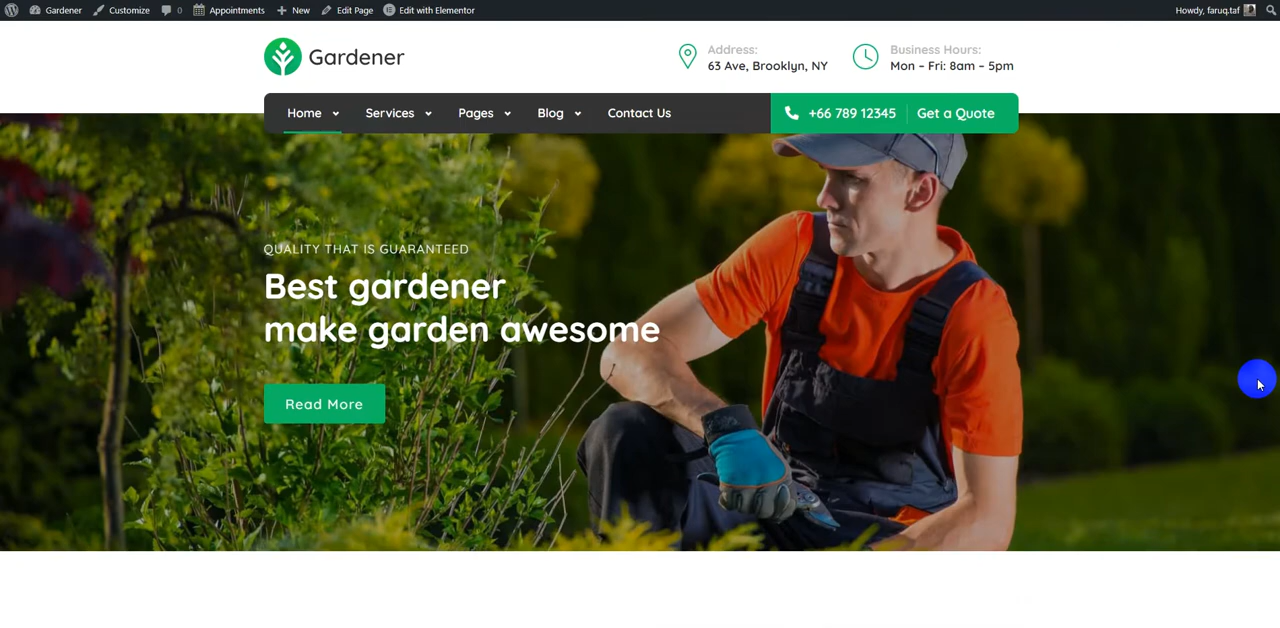 Gardener Customize 0 Appointments New Edit Page Edit with Elementor Howdy, faruq.taf
Gardener
Address:
63 Ave, Brooklyn, NY
Business Hours:
Mon – Fri: 8am – 5pm
Home Services Pages Blog Contact Us +66 789 12345 Get a Quote
QUALITY THAT IS GUARANTEED
Best gardener
make garden awesome
Read More